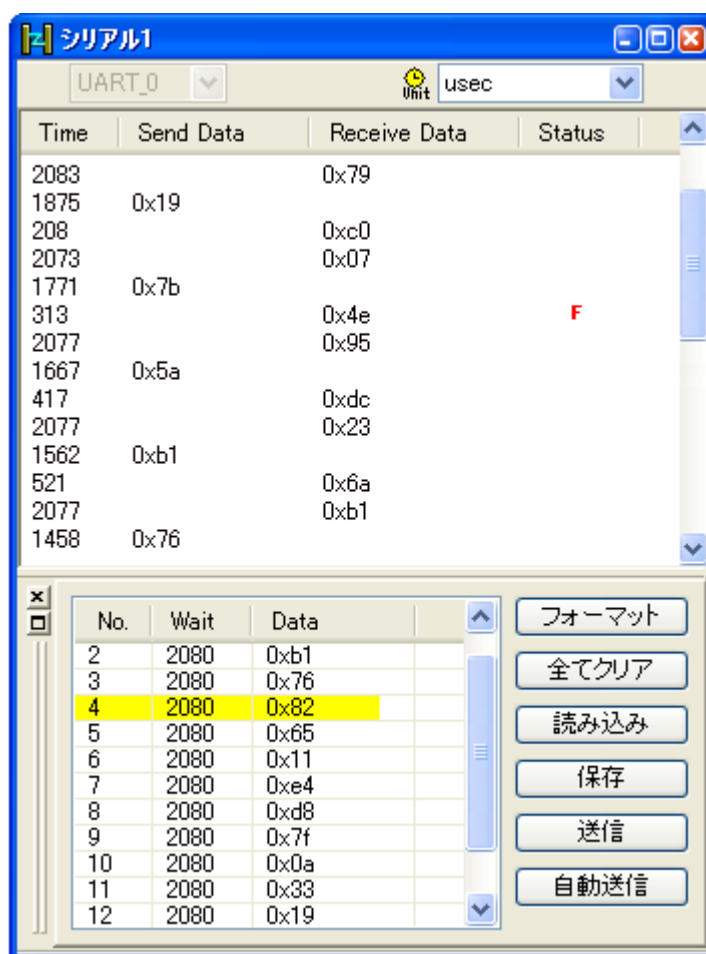 シリアル1
UART_0 Unit usec
Time Send Data Receive Data Status
2083 0x79
1875 0x19
208 0xc0
2073 0x07
1771 0x7b
313 0x4e F
2077 0x95
1667 0x5a
417 0xdc
2077 0x23
1562 0xb1
521 0x6a
2077 0xb1
1458 0x76
No. Wait Data
2 2080 0xb1
3 2080 0x76
4 2080 0x82
5 2080 0x65
6 2080 0x11
7 2080 0xe4
8 2080 0xd8
9 2080 0x7f
10 2080 0x0a
11 2080 0x33
12 2080 0x19
フォーマット
全てクリア
読み込み
保存
送信
自動送信